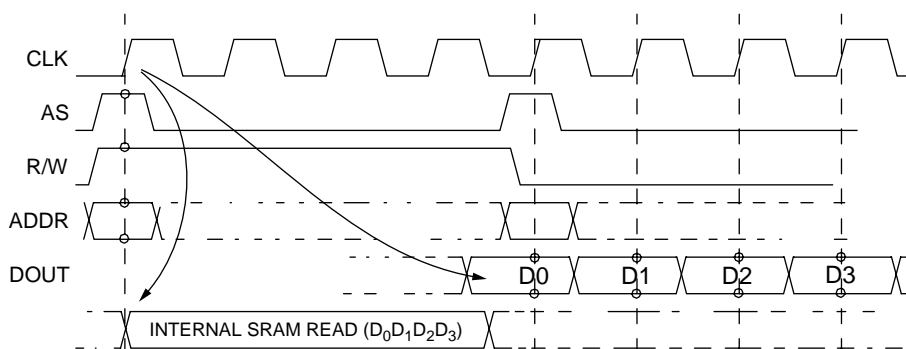 CLK
AS
R/W
ADDR
DOUT D0 D1 D2 D3
INTERNAL SRAM READ (D₀D₁D₂D₃)